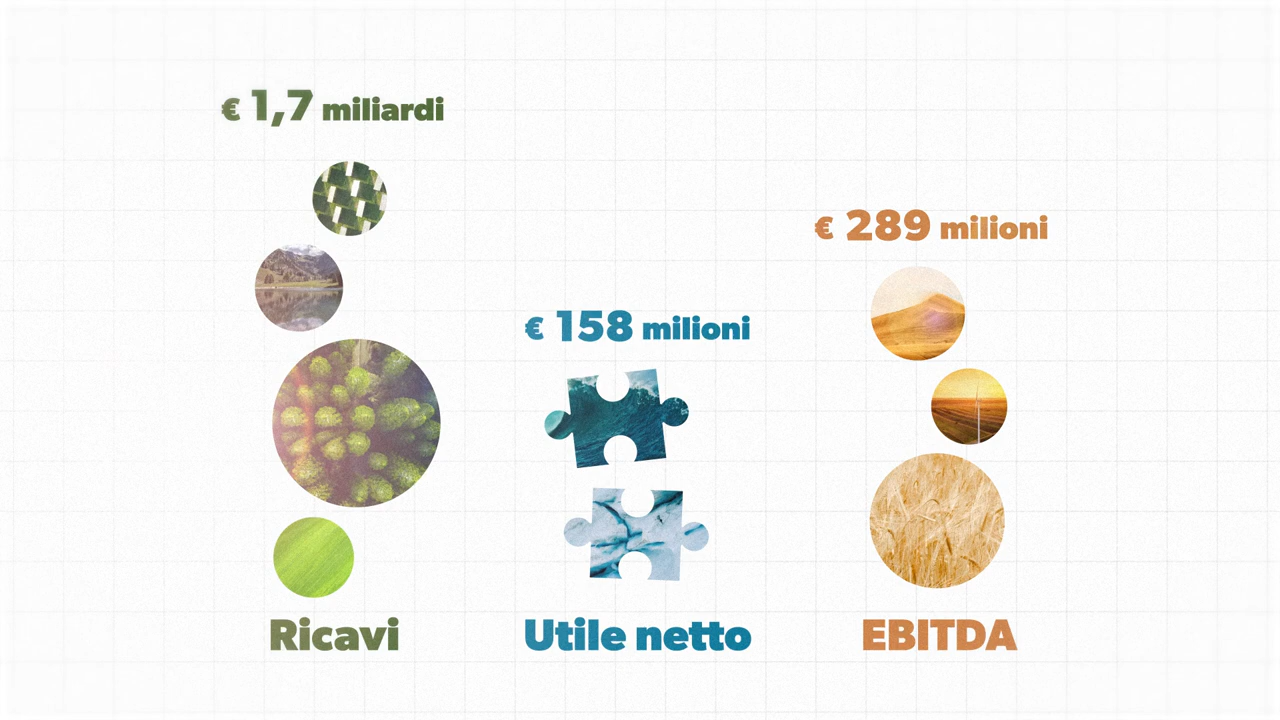 € 1,7 miliardi
€ 289 milioni
€ 158 milioni
Ricavi
Utile netto
EBITDA